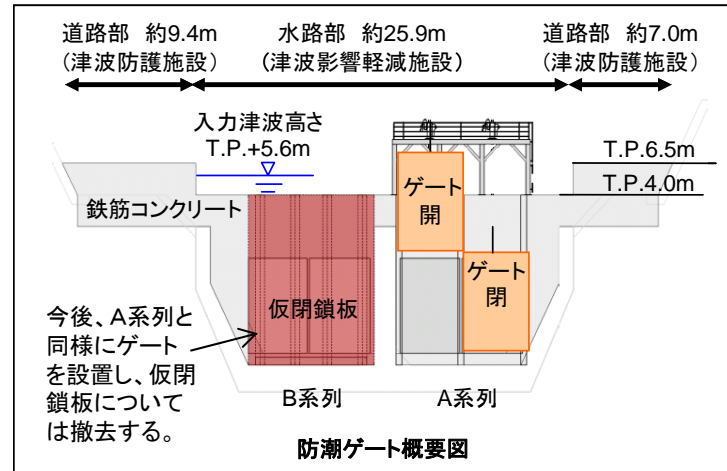 道路部 約9.4m
(津波防護施設)
水路部 約25.9m
(津波影響軽減施設)
道路部 約7.0m
(津波防護施設)
入力津波高さ
T.P.+5.6m
T.P.6.5m
T.P.4.0m
鉄筋コンクリート
ゲート
開
ゲート
閉
仮閉鎖板
今後、A系列と
同様にゲート
を設置し、仮閉
鎖板について
は撤去する。
B系列
A系列
防潮ゲート概要図